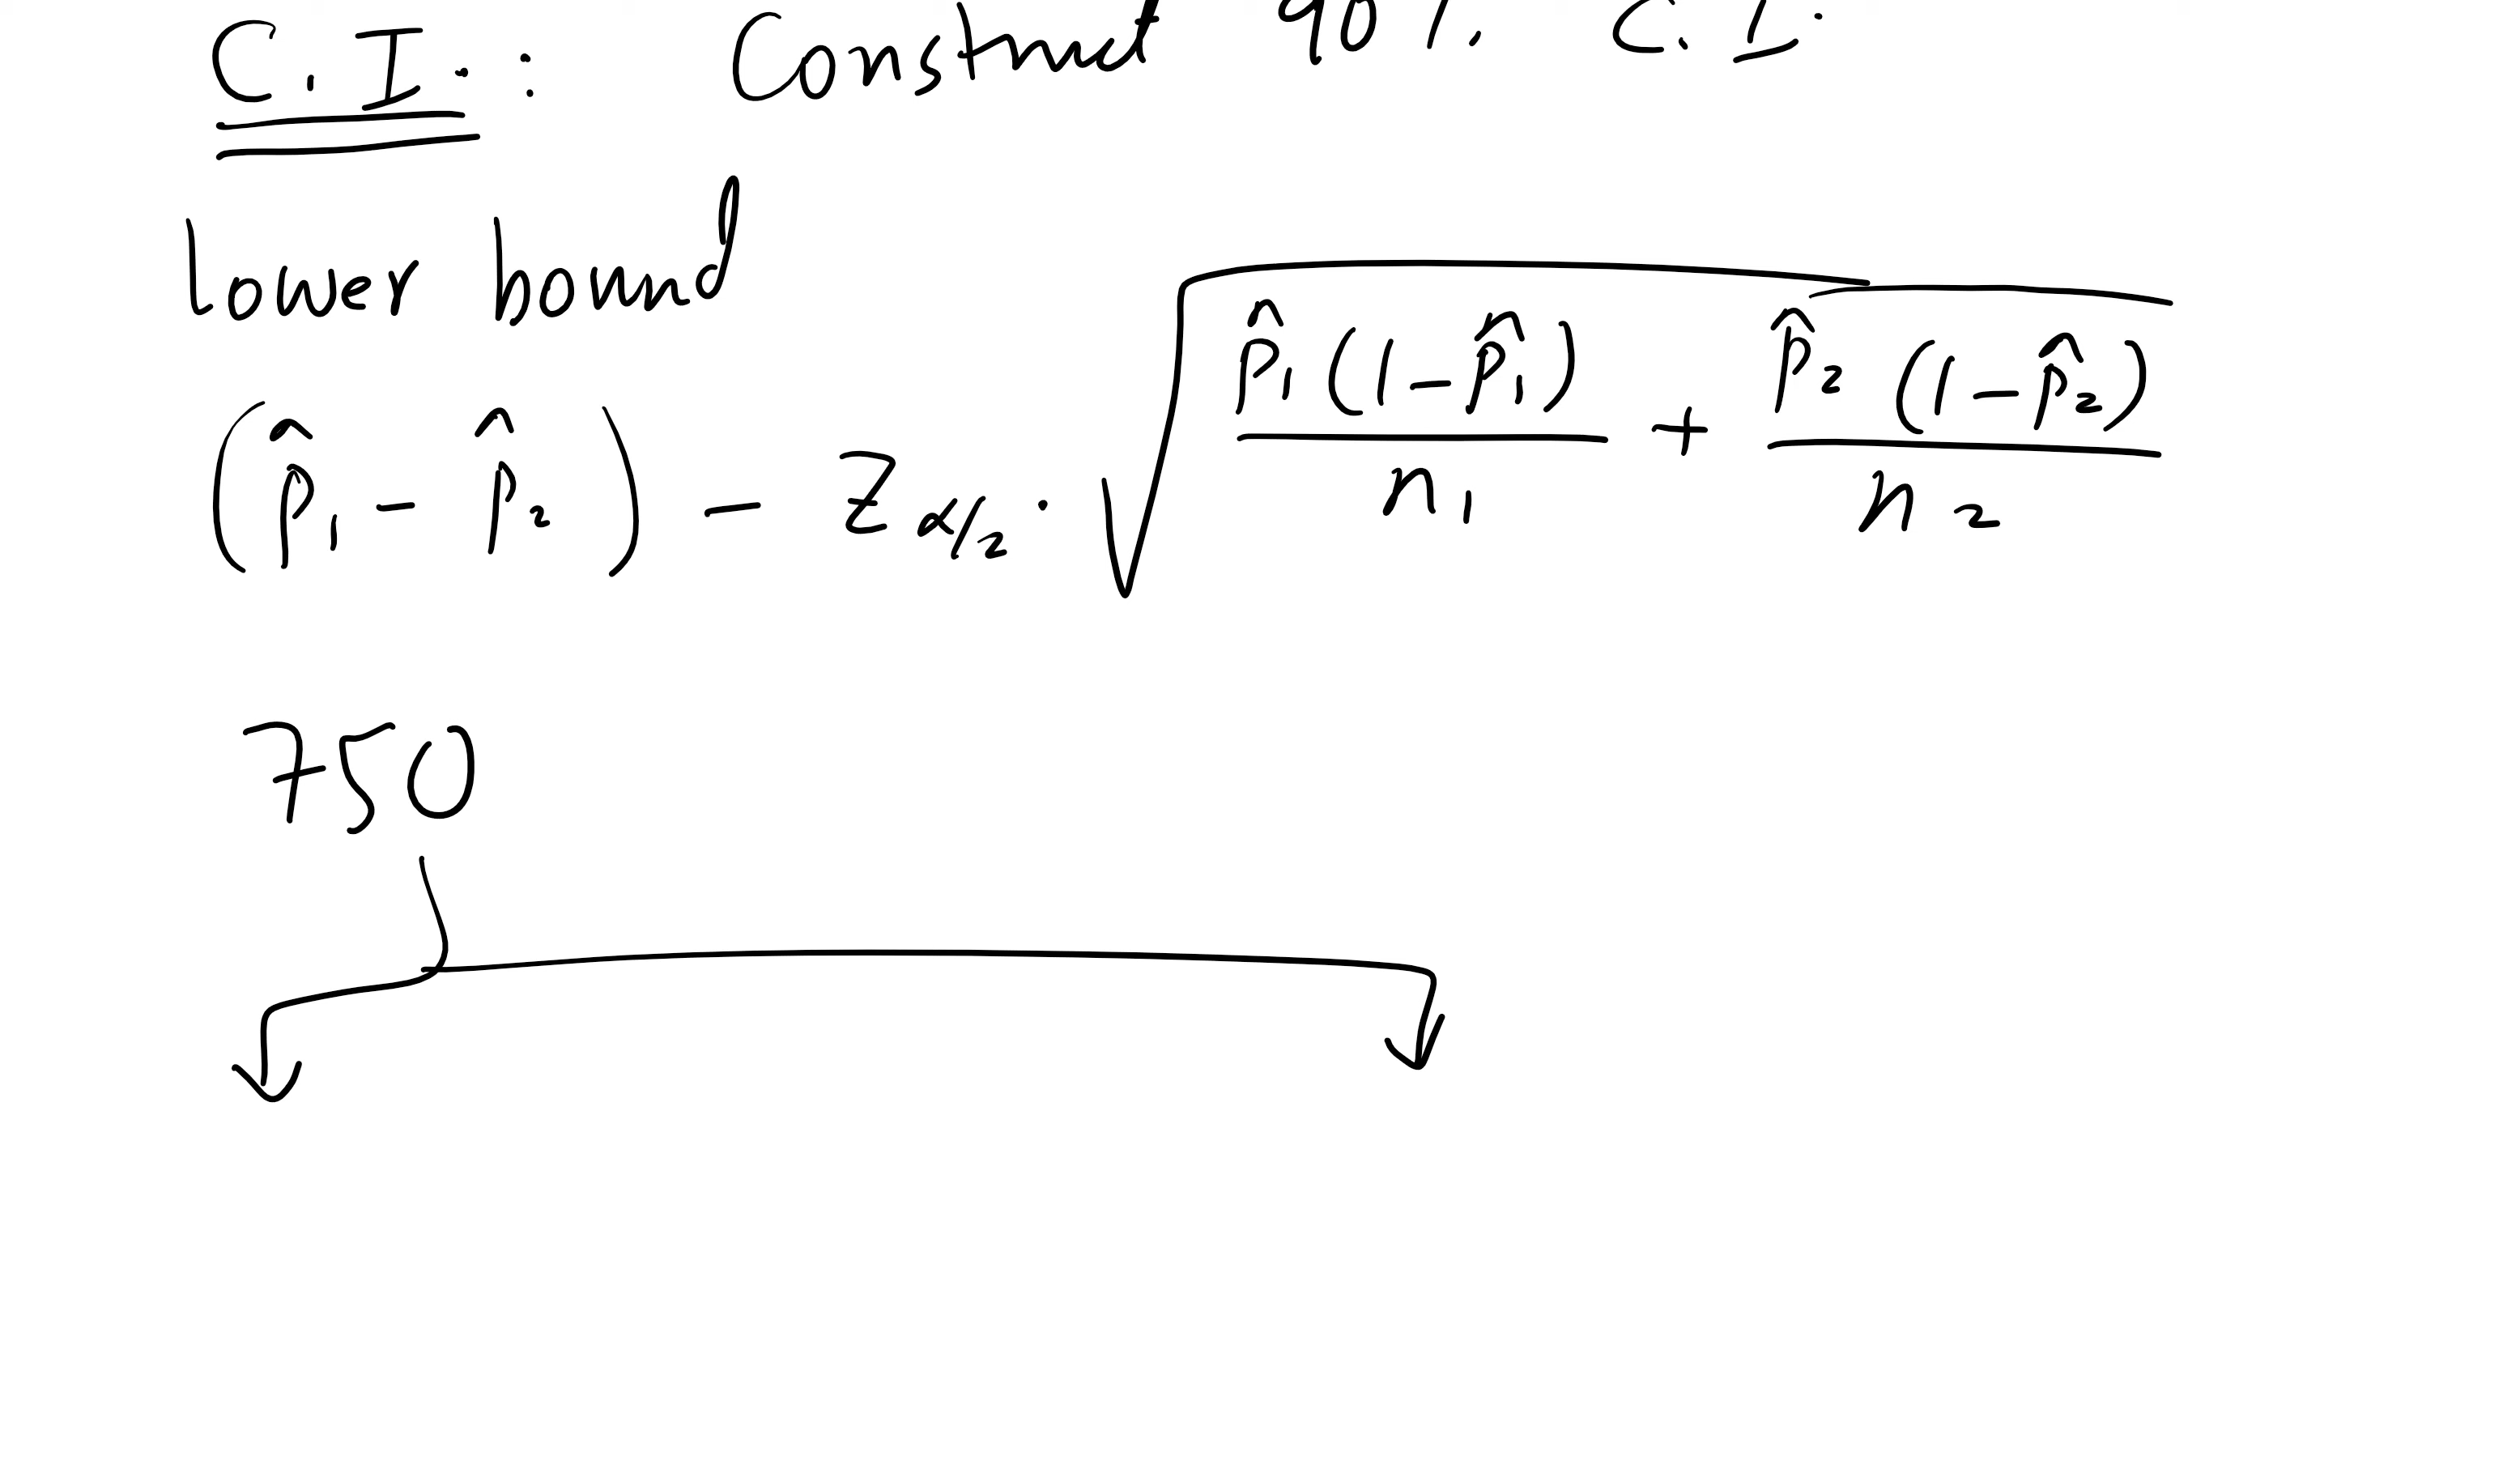 C.I. : Construct 90%. C.I.
Lower bound
(p̂₁ - p̂₂) - Z_{α/2} · √( p̂₁(1-p̂₁)/n₁ + p̂₂(1-p̂₂)/n₂ )
750